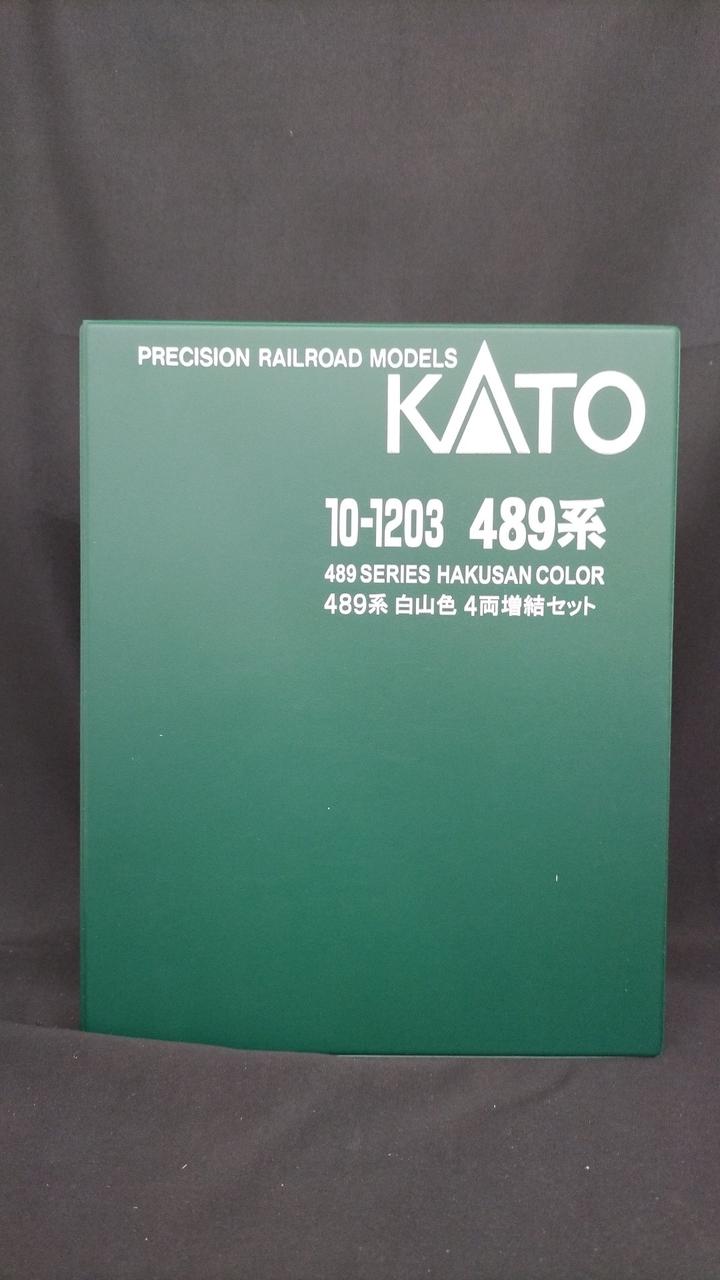 PRECISION RAILROAD MODELS
KATO
10-1203 489系
489 SERIES HAKUSAN COLOR
489系 白山色 4両増結セット